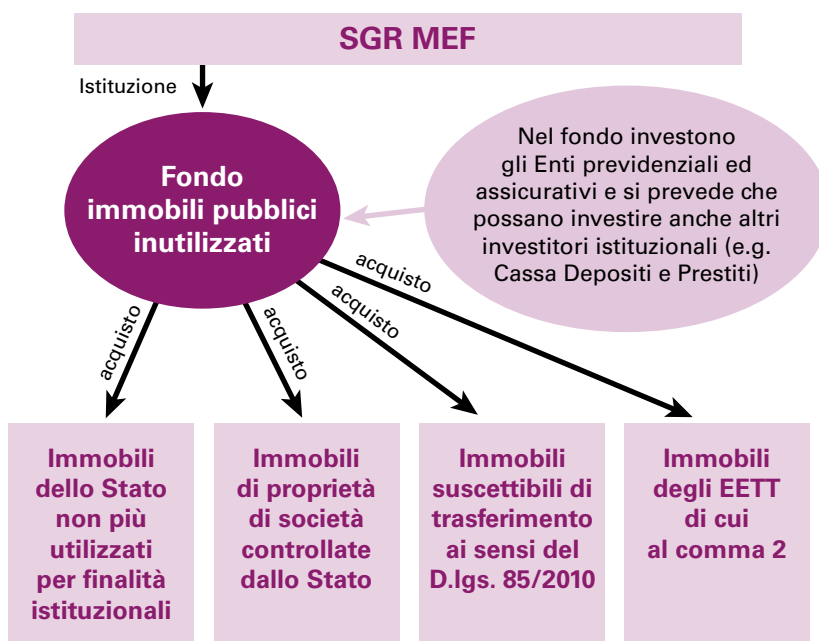 SGR MEF
Istituzione
Fondo
immobili pubblici
inutilizzati
Nel fondo investono
gli Enti previdenziali ed
assicurativi e si prevede che
possano investire anche altri
investitori istituzionali (e.g.
Cassa Depositi e Prestiti)
acquisto
acquisto
acquisto
acquisto
Immobili
dello Stato
non più
utilizzati
per finalità
istituzionali
Immobili
di proprietà
di società
controllate
dallo Stato
Immobili
suscettibili di
trasferimento
ai sensi del
D.lgs. 85/2010
Immobili
degli EETT
di cui
al comma 2